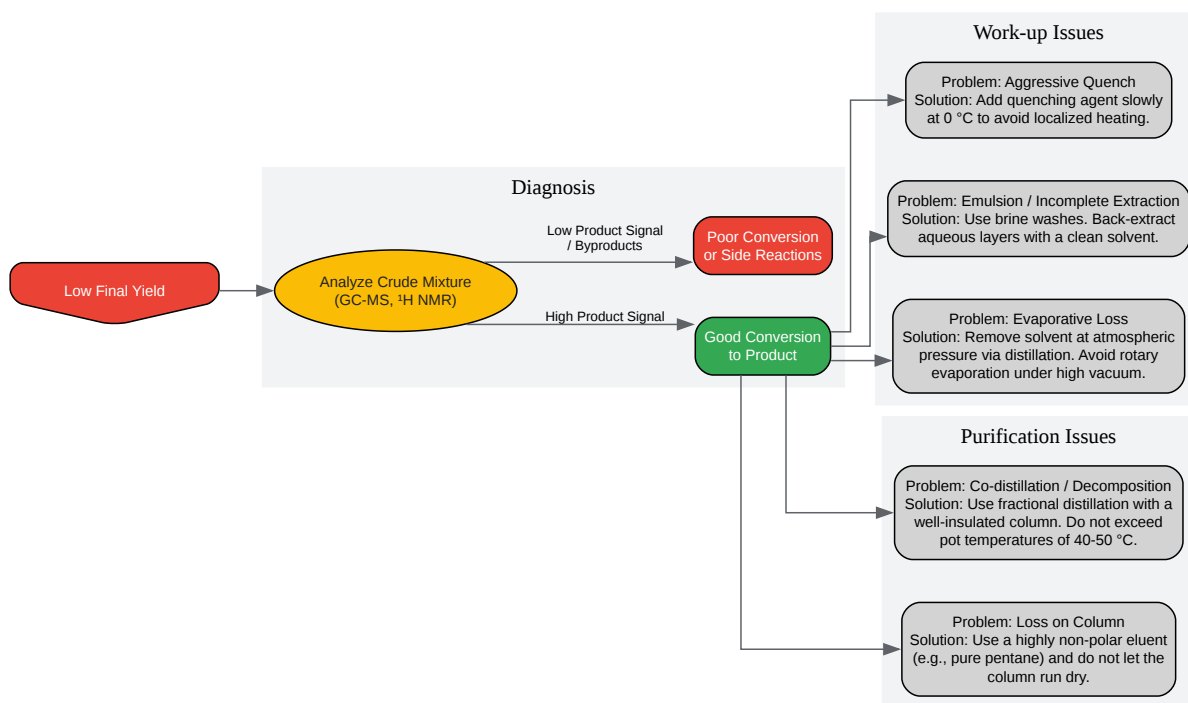 Low Final Yield
Diagnosis
Analyze Crude Mixture
(GC-MS, ¹H NMR)
Low Product Signal
/ Byproducts
High Product Signal
Poor Conversion
or Side Reactions
Good Conversion
to Product
Work-up Issues
Problem: Aggressive Quench
Solution: Add quenching agent slowly
at 0 °C to avoid localized heating.
Problem: Emulsion / Incomplete Extraction
Solution: Use brine washes. Back-extract
aqueous layers with a clean solvent.
Problem: Evaporative Loss
Solution: Remove solvent at atmospheric
pressure via distillation. Avoid rotary
evaporation under high vacuum.
Purification Issues
Problem: Co-distillation / Decomposition
Solution: Use fractional distillation with a
well-insulated column. Do not exceed
pot temperatures of 40-50 °C.
Problem: Loss on Column
Solution: Use a highly non-polar eluent
(e.g., pure pentane) and do not let the
column run dry.